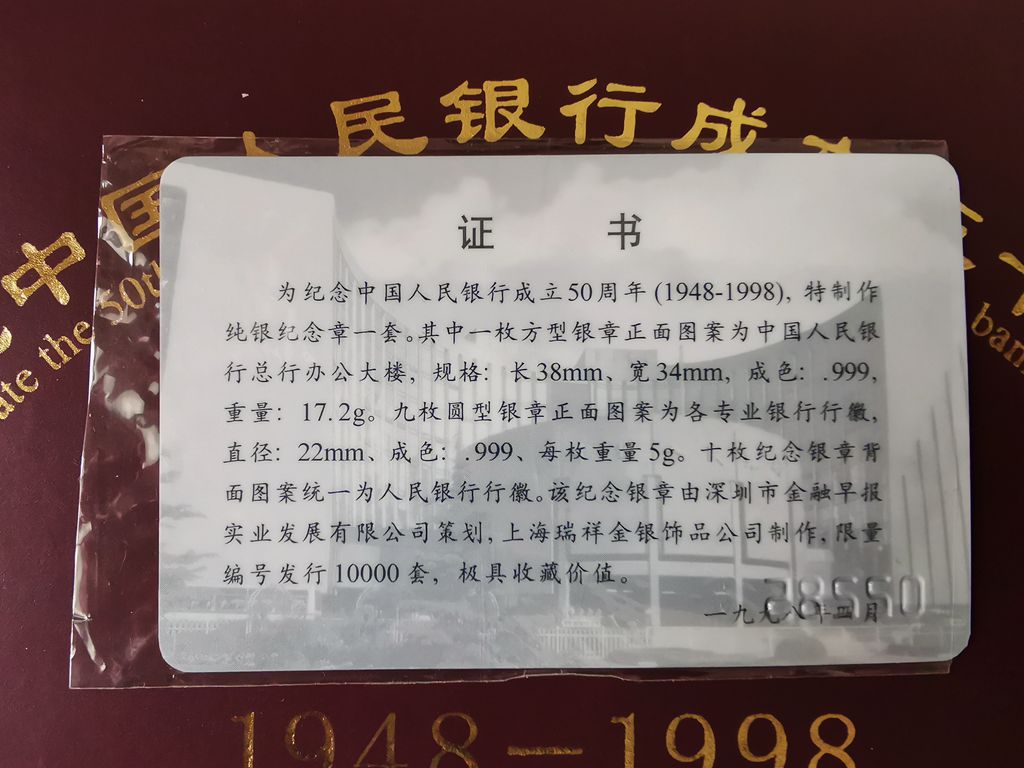 中国人民银行成
the 50th
证 书
为纪念中国人民银行成立50周年(1948-1998),特制作
纯银纪念章一套。其中一枚方型银章正面图案为中国人民银
行总行办公大楼,规格:长38mm、宽34mm,成色:.999,
重量:17.2g。九枚圆型银章正面图案为各专业银行行徽,
直径:22mm、成色:.999、每枚重量5g。十枚纪念银章背
面图案统一为人民银行行徽。该纪念银章由深圳市金融早报
实业发展有限公司策划,上海瑞祥金银饰品公司制作,限量
编号发行10000套,极具收藏价值。
一九九八年四月
1948—1998